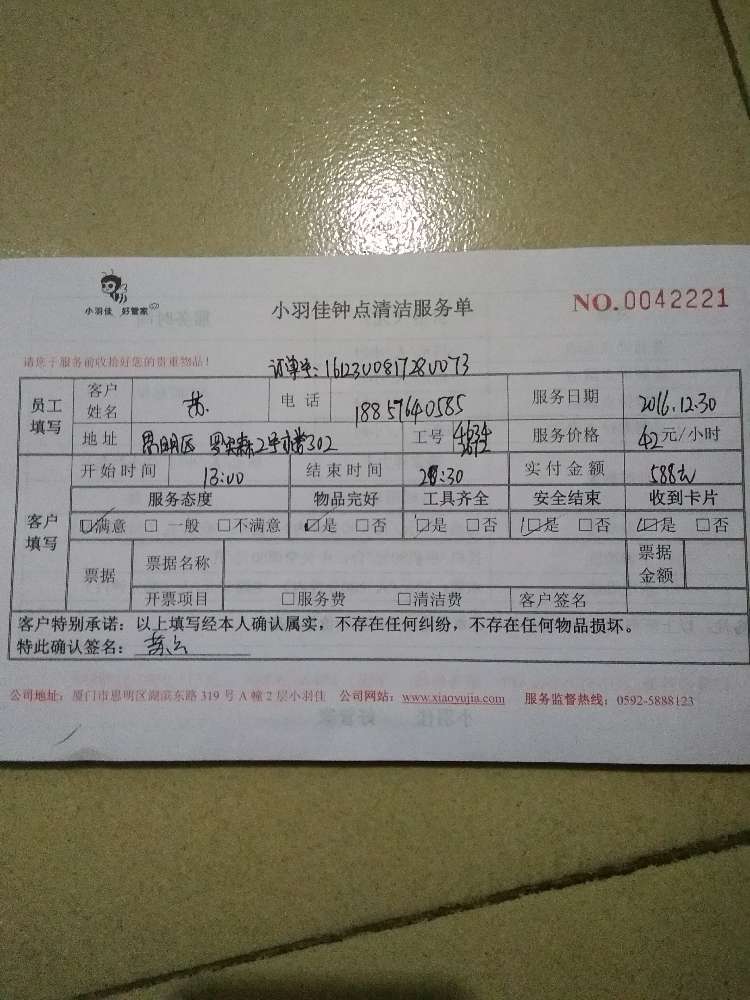 小羽佳 好管家
小羽佳钟点清洁服务单
NO.0042221
请您于服务前收拾好您的贵重物品!
订单号:1612300817280073
员工填写 客户姓名 电话 18857640585 服务日期 2016.12.30
地址 思明区 2号 302 工号 4634 服务价格 42元/小时
客户填写 开始时间 13:00 结束时间 :30 实付金额 588元
服务态度 物品完好 工具齐全 安全结束 收到卡片
☑满意 □一般 □不满意 ☑是 □否 ☑是 □否 ☑是 □否 ☑是 □否
票据 票据名称 票据金额
开票项目 □服务费 □清洁费 客户签名
客户特别承诺:以上填写经本人确认属实,不存在任何纠纷,不存在任何物品损坏。
特此确认签名:
公司地址:厦门市思明区湖滨东路 319 号 A 幢 2 层小羽佳 公司网站:www.xiaoyujia.com 服务监督热线:0592-5888123